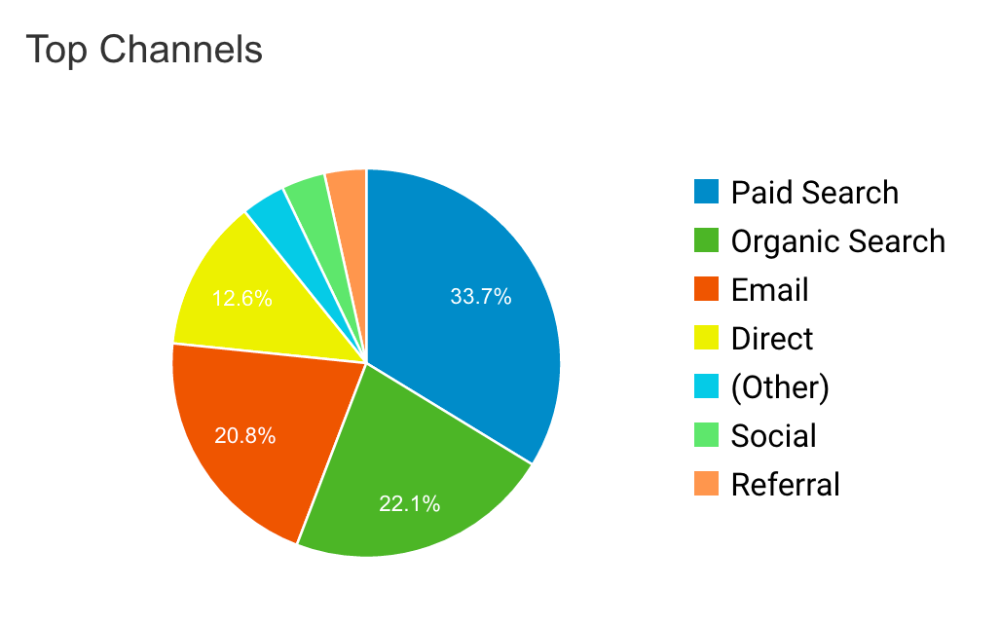 Top Channels
33.7%
12.6%
20.8%
22.1%
Paid Search
Organic Search
Email
Direct
(Other)
Social
Referral